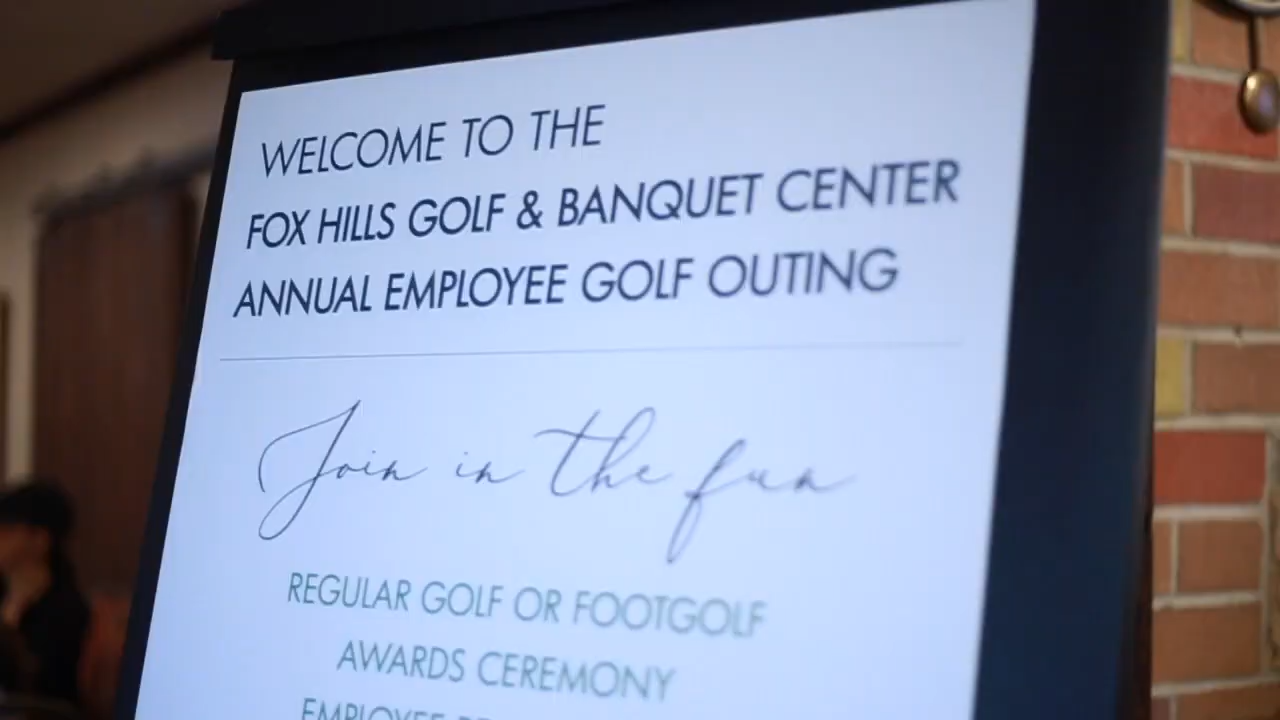 WELCOME TO THE
FOX HILLS GOLF & BANQUET CENTER
ANNUAL EMPLOYEE GOLF OUTING
Join in the fun
REGULAR GOLF OR FOOTGOLF
AWARDS CEREMONY
EMPLOYEE